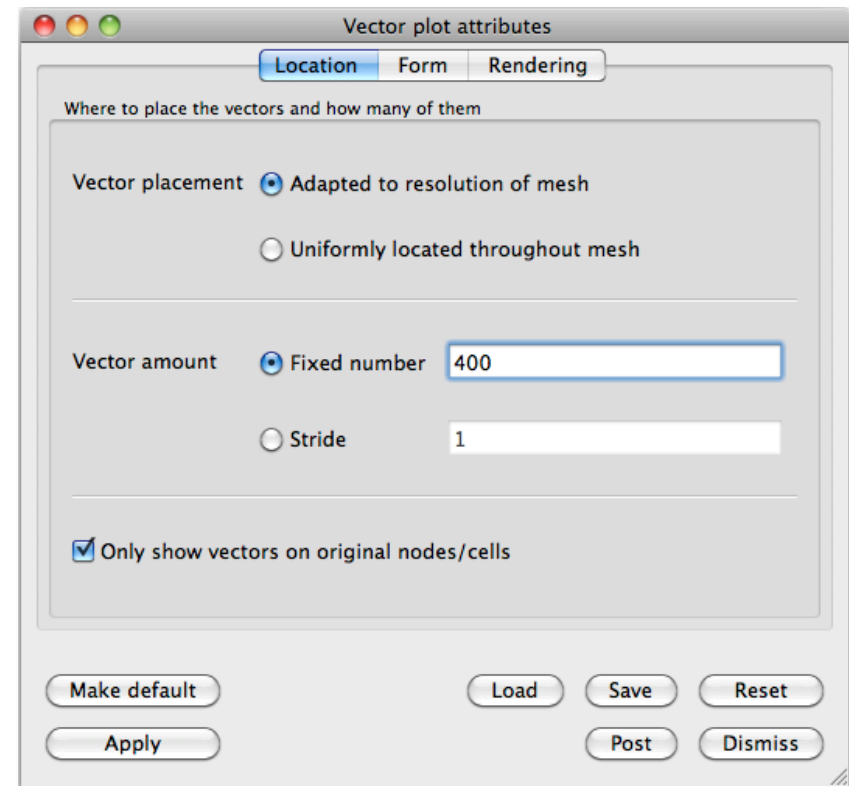 Vector plot attributes
Location Form Rendering
Where to place the vectors and how many of them
Vector placement Adapted to resolution of mesh
Uniformly located throughout mesh
Vector amount Fixed number 400
Stride 1
Only show vectors on original nodes/cells
Make default Load Save Reset
Apply Post Dismiss